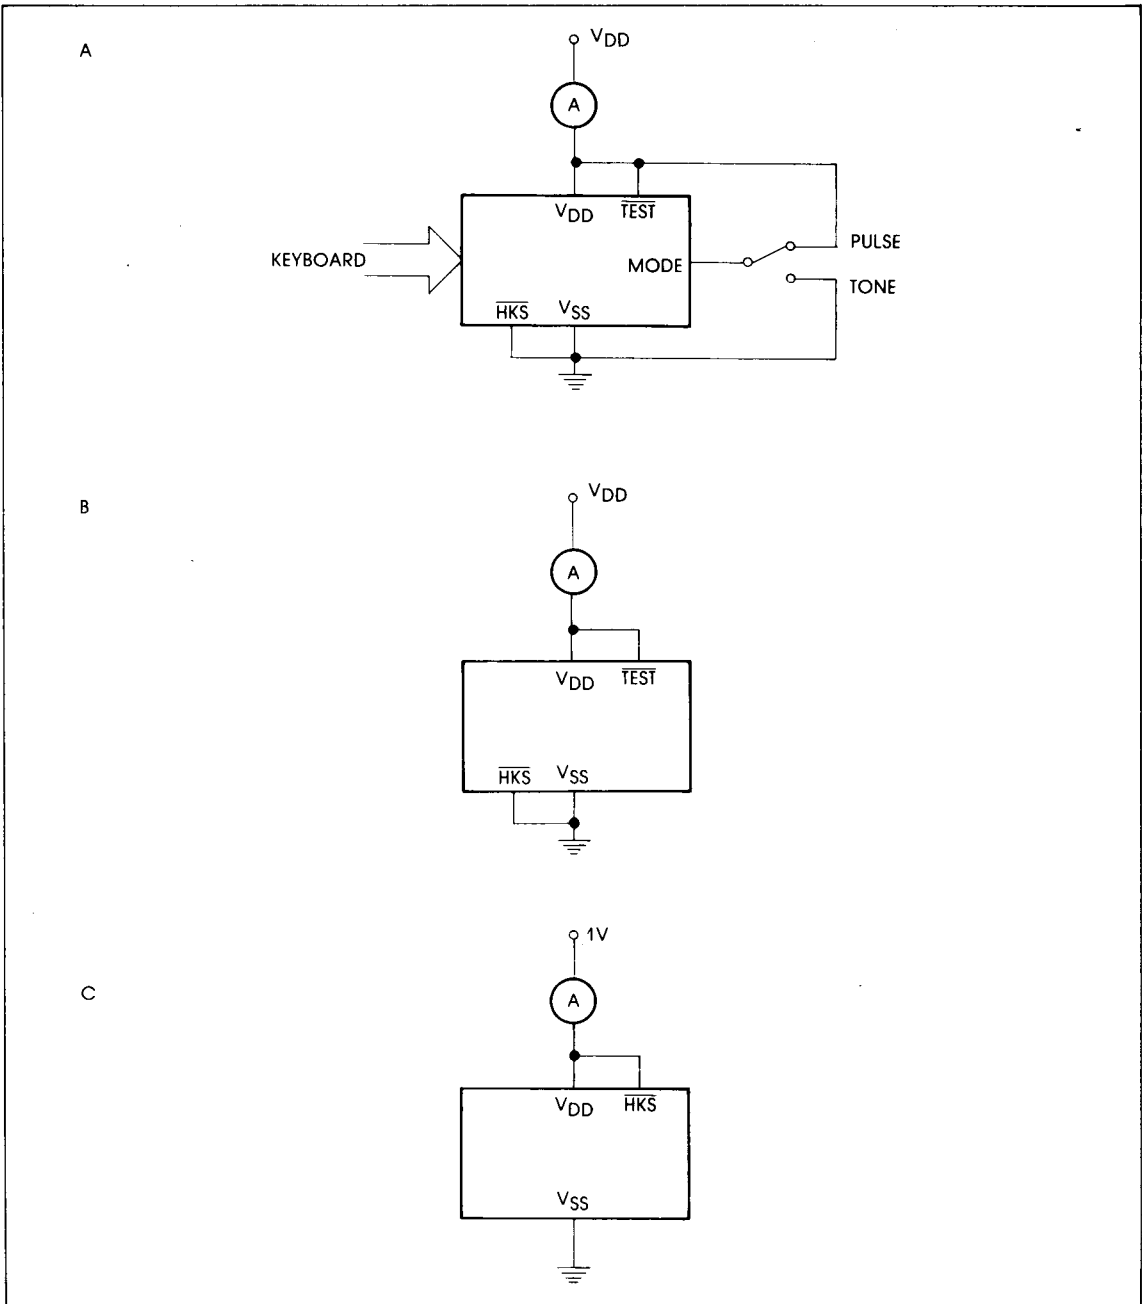 A
VDD
A
VDD
TEST
PULSE
KEYBOARD
MODE
TONE
HKS
VSS
B
VDD
A
VDD
TEST
HKS
VSS
1V
C
A
VDD
HKS
VSS